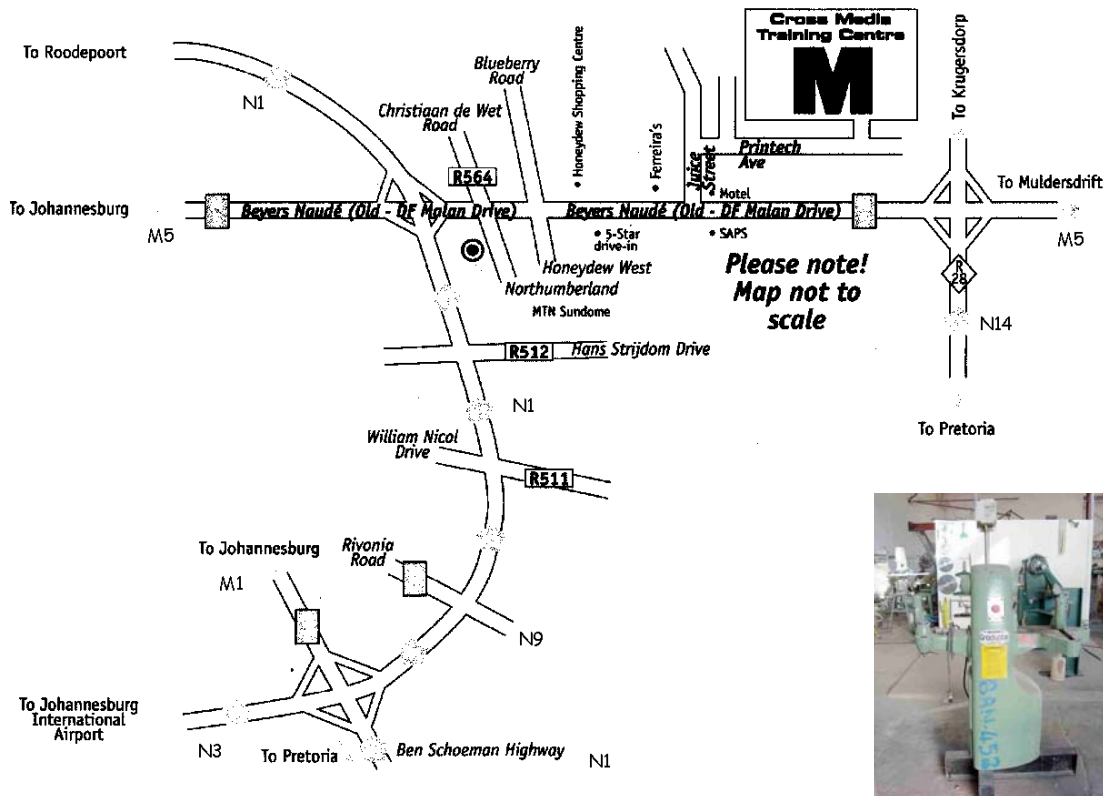 Cross Media
Training Centre
M
To Roodepoort
N1
Christiaan de Wet
Road
Blueberry
Road
Honeydew Shopping Centre
Ferreira's
Juice
Street
Printech
Ave
To Krugersdorp
R564
Motel
To Muldersdrift
To Johannesburg
Beyers Naudé (Old - DF Malan Drive)
Beyers Naudé (Old - DF Malan Drive)
M5
M5
5-Star
drive-in
SAPS
Honeydew West
Northumberland
MTN Sundome
Please note!
Map not to
scale
R
28
N14
R512
Hans Strijdom Drive
N1
To Pretoria
William Nicol
Drive
R511
To Johannesburg
M1
Rivonia
Road
N9
To Johannesburg
International
Airport
N3
To Pretoria
Ben Schoeman Highway
N1
Graduate
BAN-452